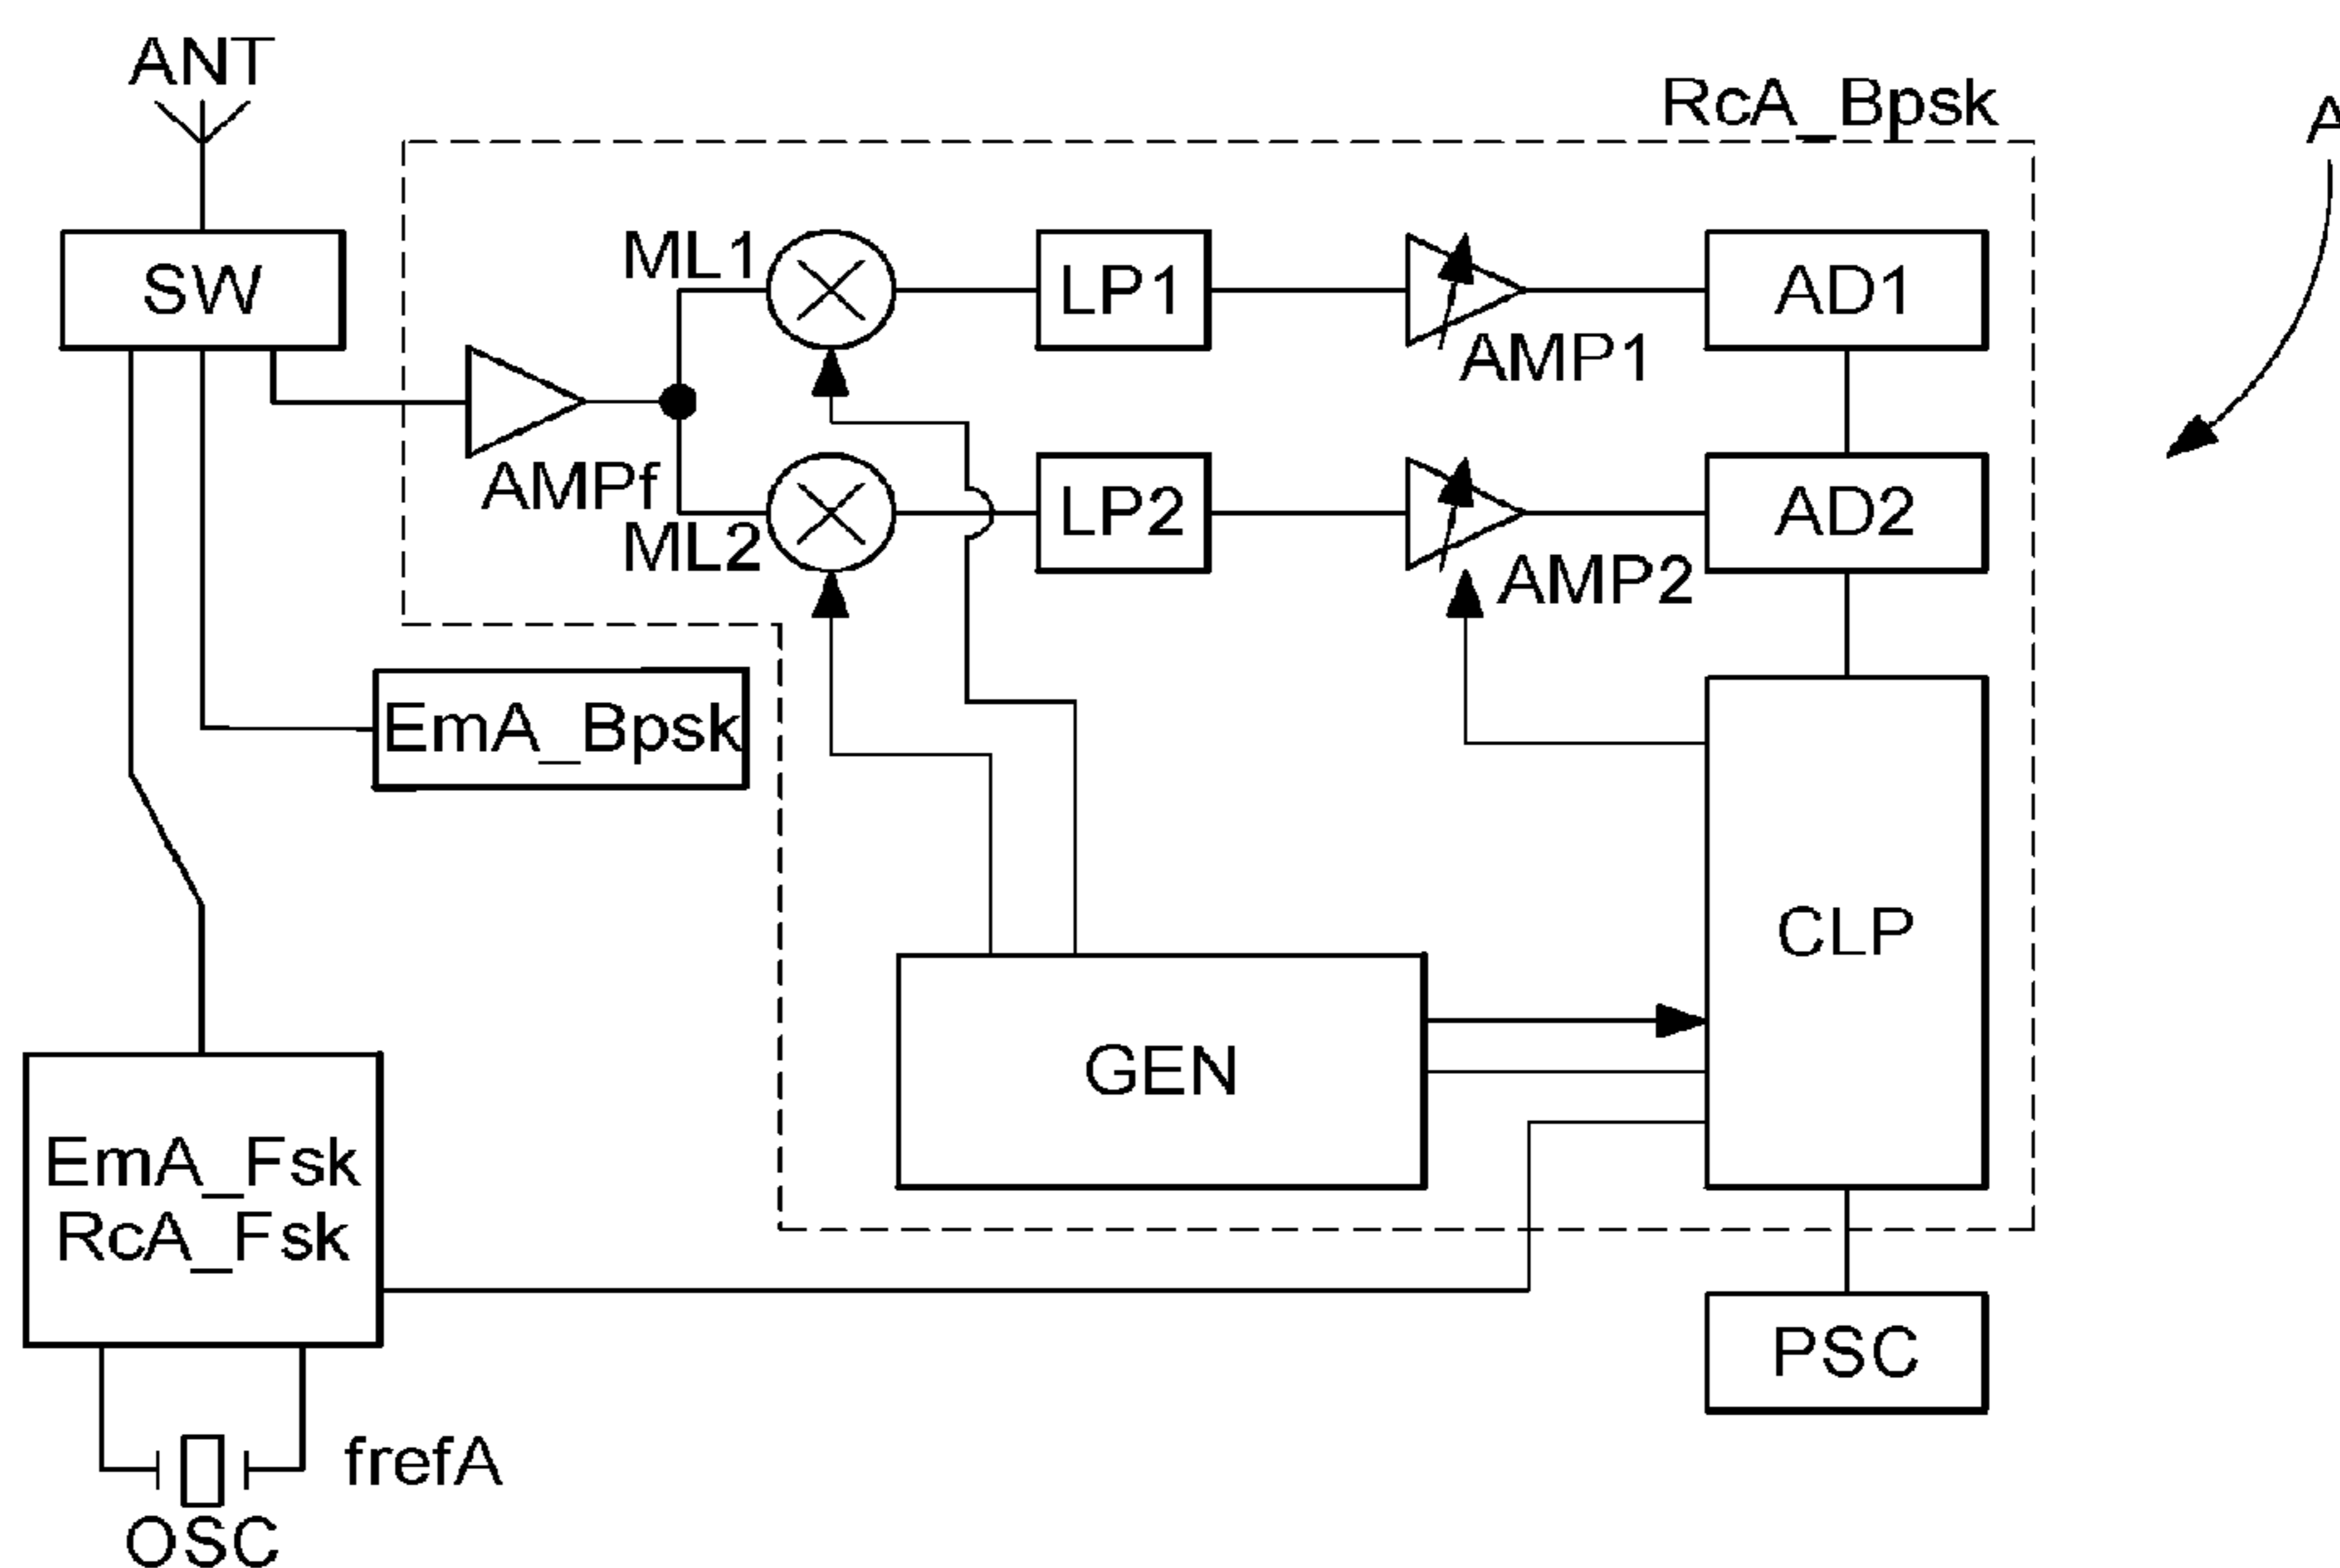 ANT
RcA_Bpsk
A
SW
ML1
LP1
AD1
AMP1
AMPf
ML2
LP2
AD2
AMP2
EmA_Bpsk
CLP
GEN
EmA_Fsk
RcA_Fsk
PSC
frefA
OSC